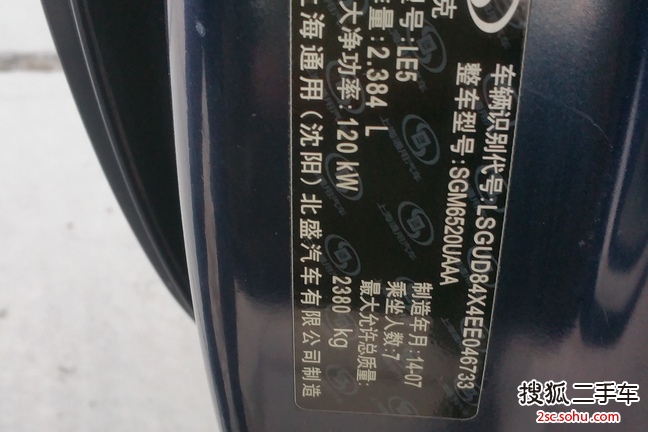 克
车辆识别代号:LSGUD84X4EE046733
整车型号:SGM6520UAAA
型号:LE5
制造年月:14-07
量:2.384 L
乘坐人数:7
大净功率:120 kW
最大允许总质量:
2380 kg
上海通用(沈阳)北盛汽车有限公司制造
搜狐二手车
2sc.sohu.com